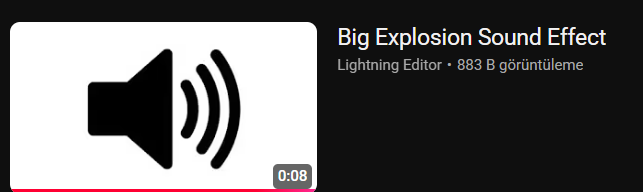 Big Explosion Sound Effect
Lightning Editor • 883 B görüntüleme
0:08